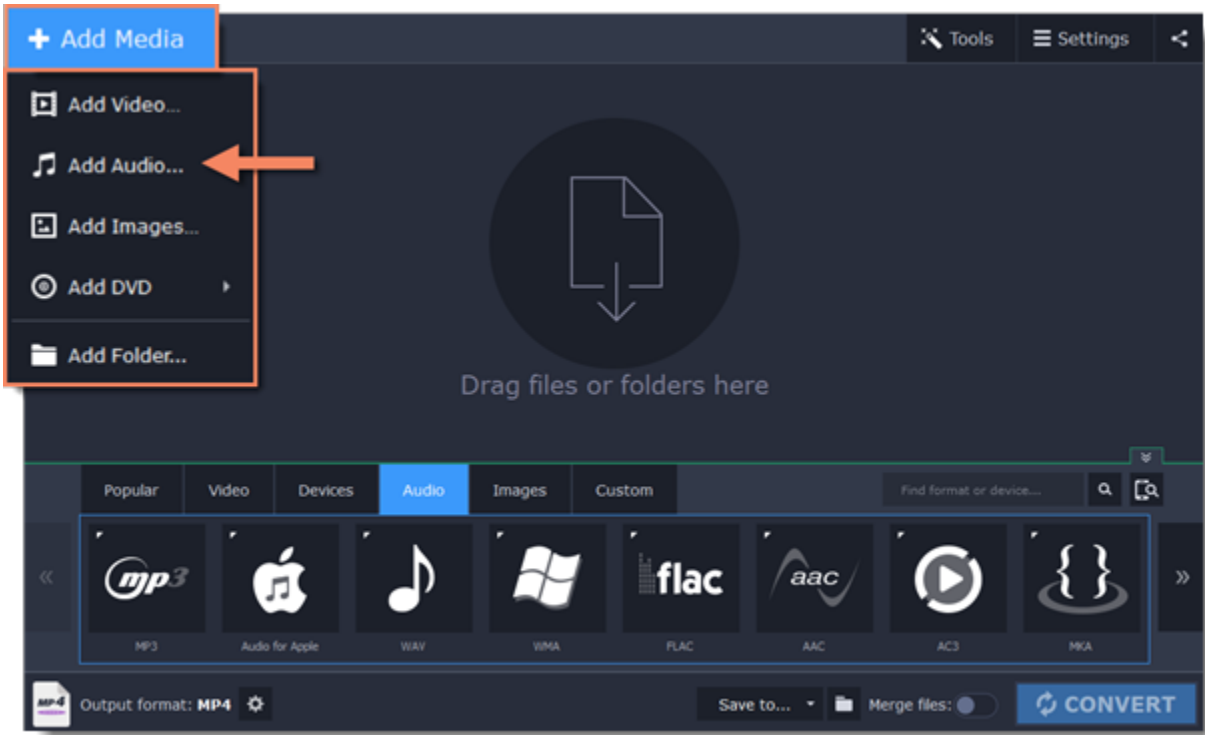 Add Media
Tools
Settings
Add Video...
Add Audio...
Add Images...
Add DVD
Add Folder...
Drag files or folders here
Popular
Video
Devices
Audio
Images
Custom
Find format or device...
mp3
flac
aac
{ }
MP3
Audio for Apple
WAV
WMA
FLAC
AAC
AC3
MKA
MP4
Output format: MP4
Save to...
Merge files:
CONVERT